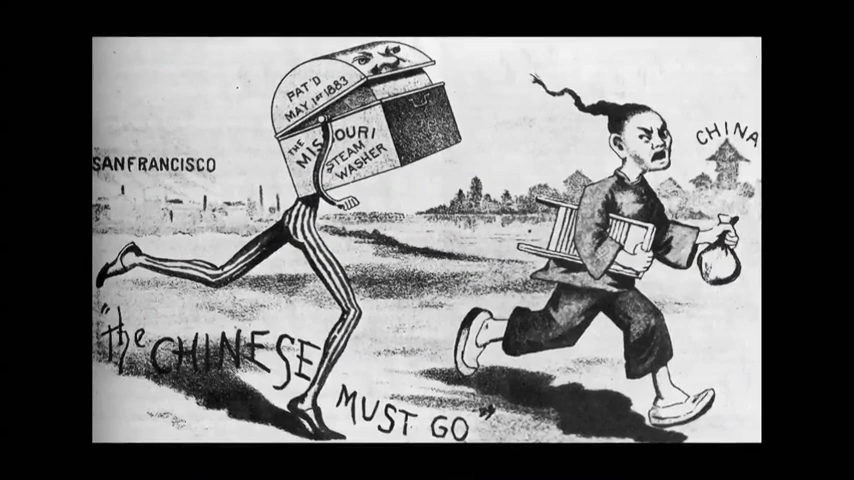 PAT'D
MAY 1ST 1883
THE
MISSOURI
STEAM
WASHER
SANFRANCISCO
CHINA
"the CHINESE
MUST GO"